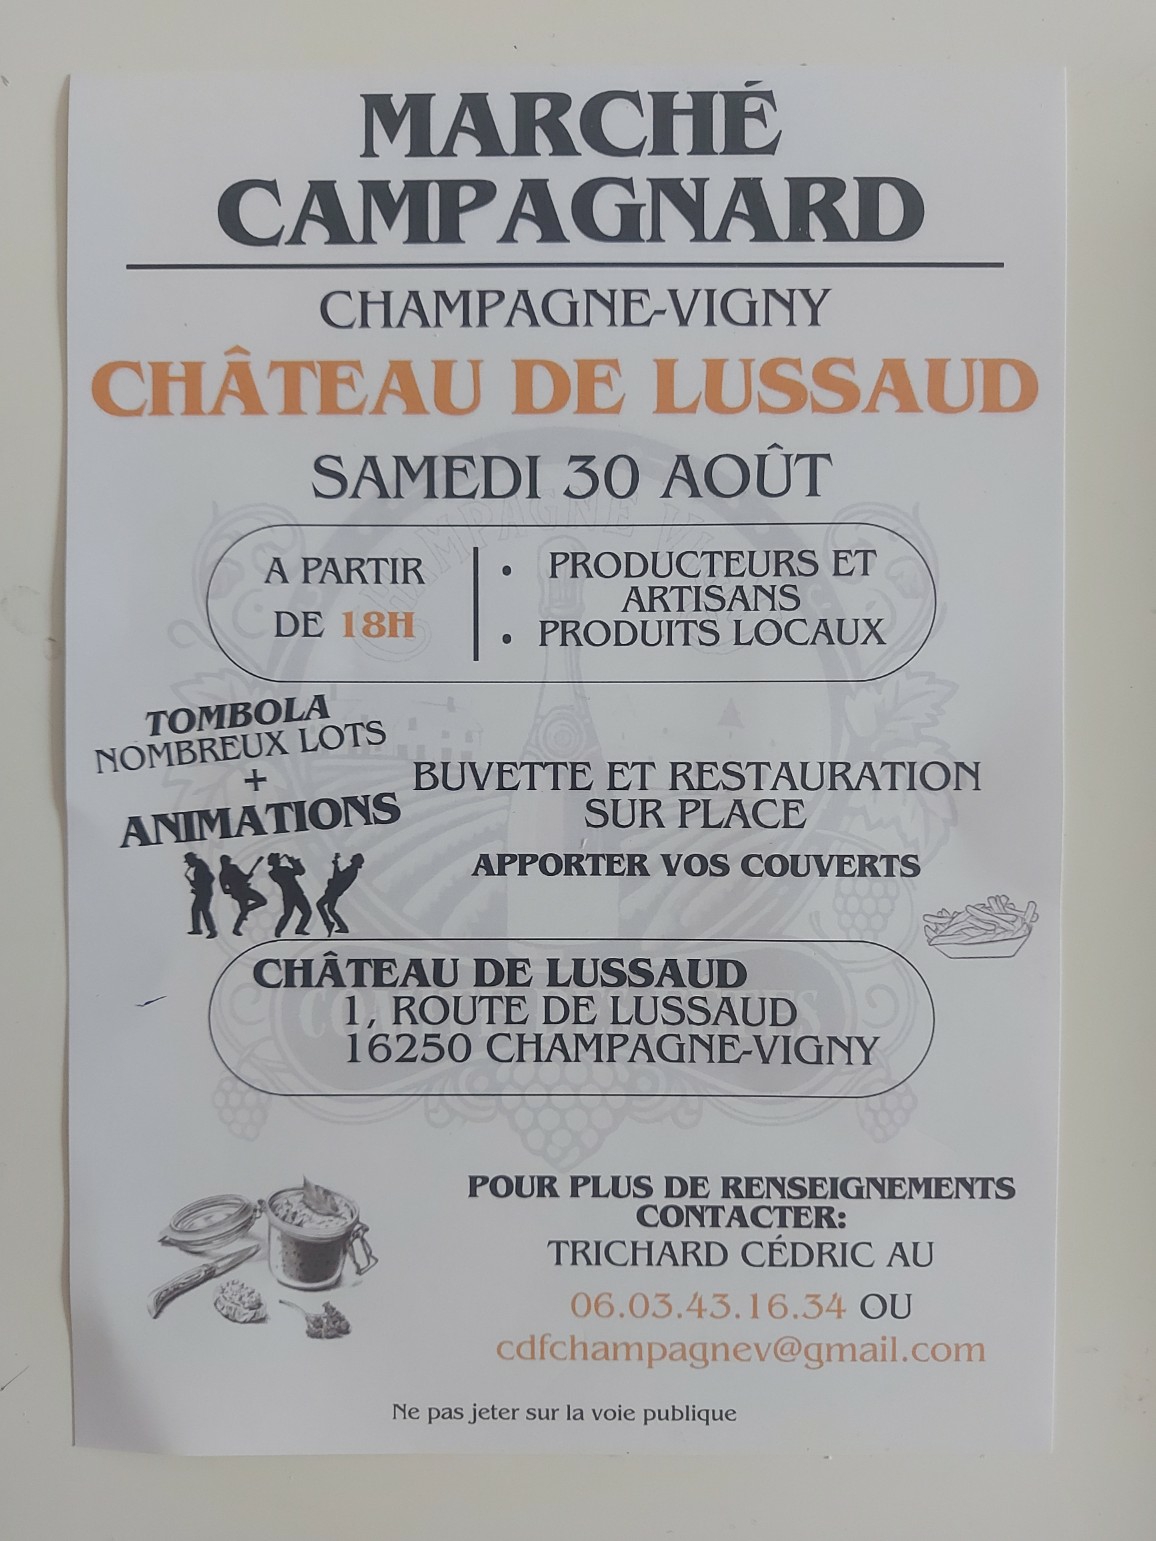 MARCHÉ
CAMPAGNARD
CHAMPAGNE-VIGNY
CHÂTEAU DE LUSSAUD
SAMEDI 30 AOÛT
A PARTIR
DE 18H
• PRODUCTEURS ET
ARTISANS
• PRODUITS LOCAUX
TOMBOLA
NOMBREUX LOTS
+
ANIMATIONS
BUVETTE ET RESTAURATION
SUR PLACE
APPORTER VOS COUVERTS
CHÂTEAU DE LUSSAUD
1, ROUTE DE LUSSAUD
16250 CHAMPAGNE-VIGNY
POUR PLUS DE RENSEIGNEMENTS
CONTACTER:
TRICHARD CÉDRIC AU
06.03.43.16.34 OU
cdfchampagnev@gmail.com
Ne pas jeter sur la voie publique